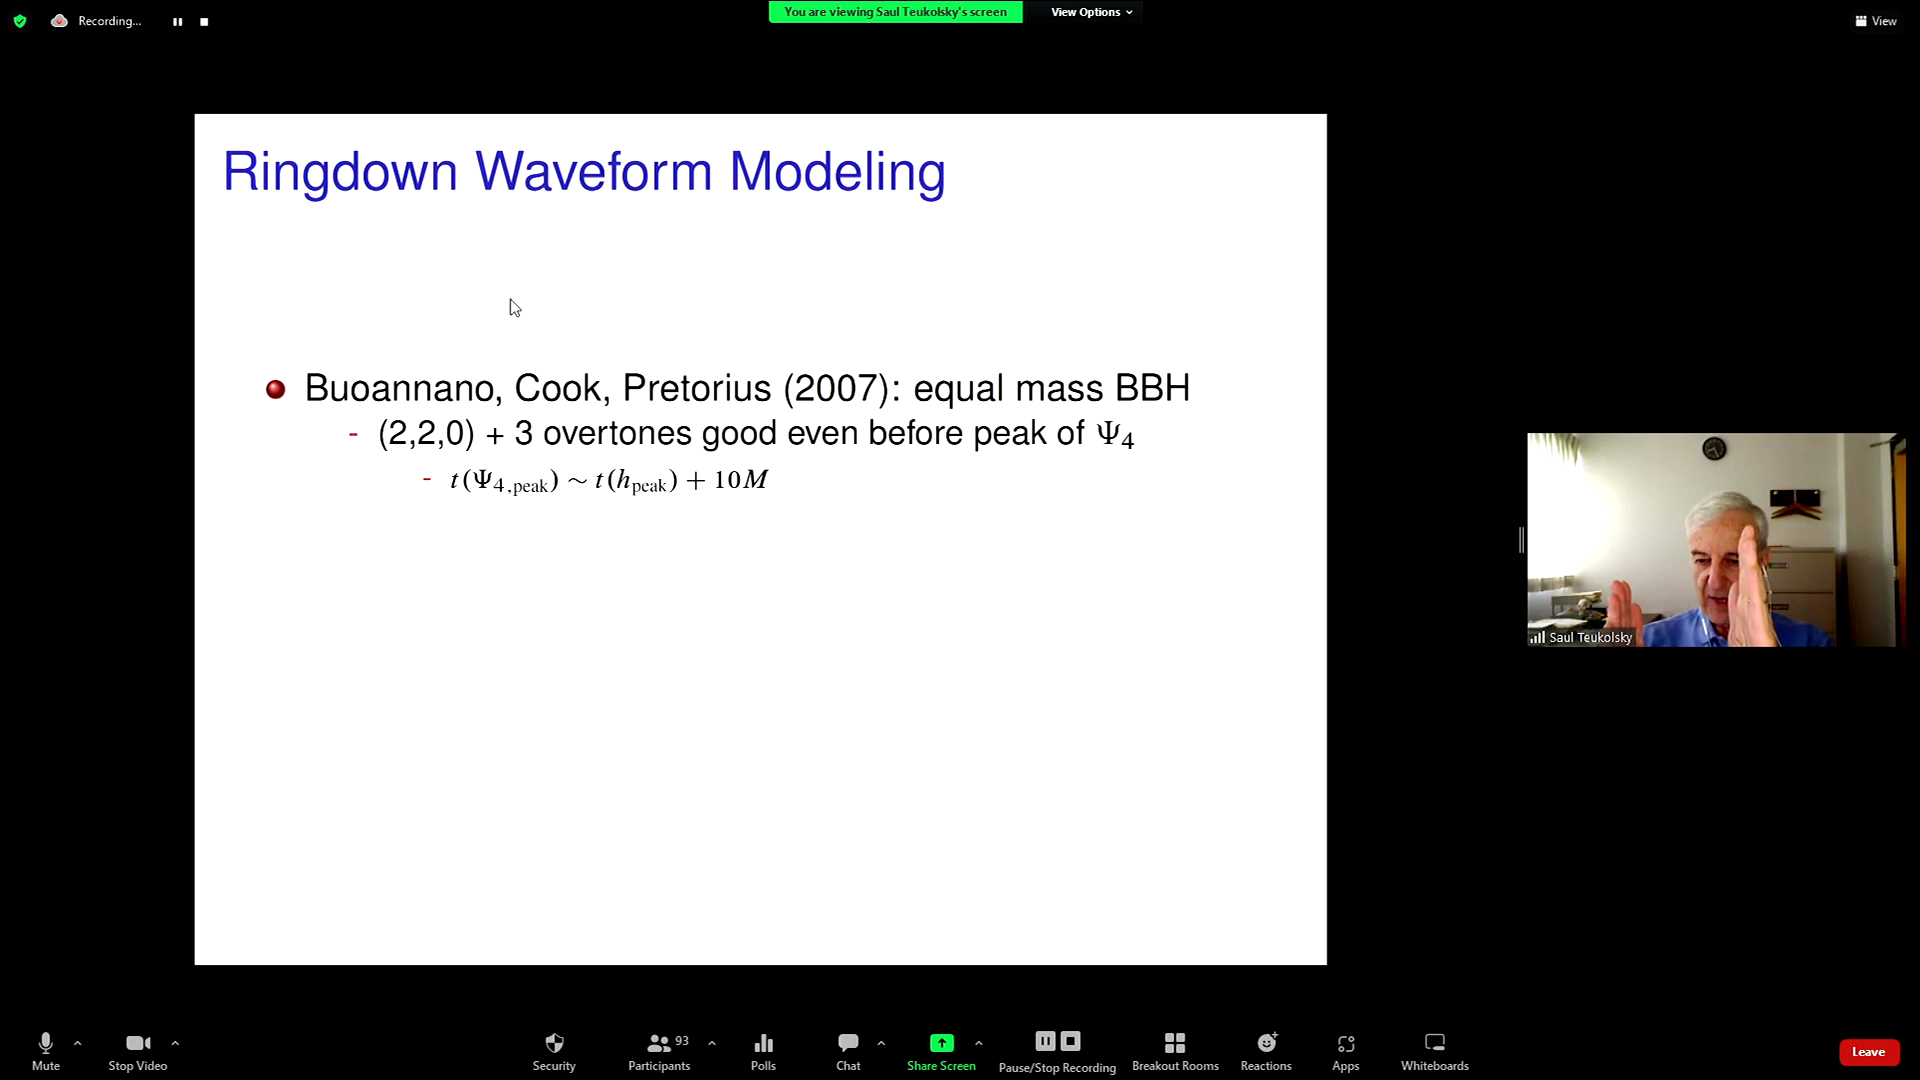 Recording...
You are viewing Saul Teukolsky's screen
View Options
View
Ringdown Waveform Modeling
Buoannano, Cook, Pretorius (2007): equal mass BBH
- (2,2,0) + 3 overtones good even before peak of Ψ₄
- t(Ψ₄,peak) ∼ t(hpeak) + 10M
Saul Teukolsky
93
Mute
Stop Video
Security
Participants
Polls
Chat
Share Screen
Pause/Stop Recording
Breakout Rooms
Reactions
Apps
Whiteboards
Leave